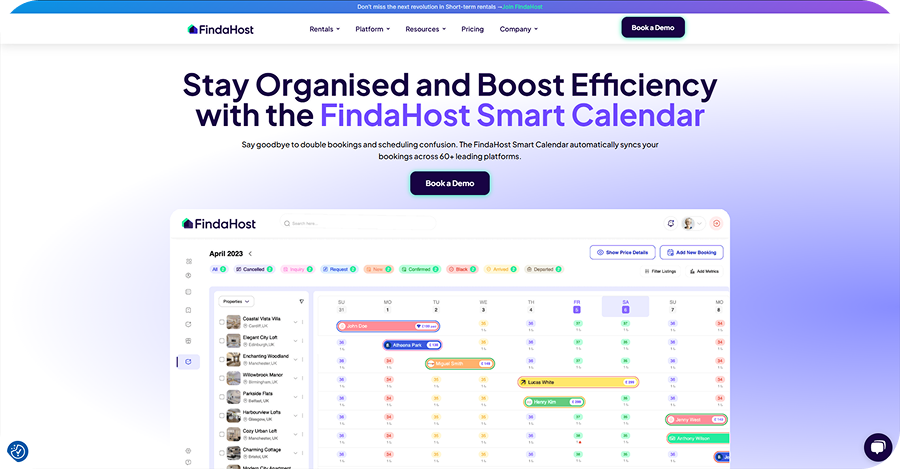 Don't miss the next revolution in Short-term rentals →Join FindaHost
FindaHost
Rentals
Platform
Resources
Pricing
Company
Book a Demo
Stay Organised and Boost Efficiency
with the FindaHost Smart Calendar
Say goodbye to double bookings and scheduling confusion. The FindaHost Smart Calendar automatically syncs your
bookings across 60+ leading platforms.
Book a Demo
FindaHost
Search here...
April 2023
Show Price Details
Add New Booking
All
Cancelled
Inquiry
Request
New
Confirmed
Black
Arrived
Departed
Filter Listings
Add Metrics
Properties
SU MO TU WE TH FR SA SU MO
31 1 2 3 4 5 6 7 8
Coastal Vista Villa
Cardiff, UK
John Doe
Elegant City Loft
Edinburgh, UK
Atheena Park
Enchanting Woodland
Manchester, UK
Miguel Smith
Willowbrook Manor
Birmingham, UK
Lucas White
Parkside Flats
Belfast, UK
Henry Kim
Harbourview Lofts
Glasgow, UK
Jenny West
Cozy Urban Loft
Manchester, UK
Anthony Wilson
Charming Cottage
Bristol, UK
Modern City Apartment